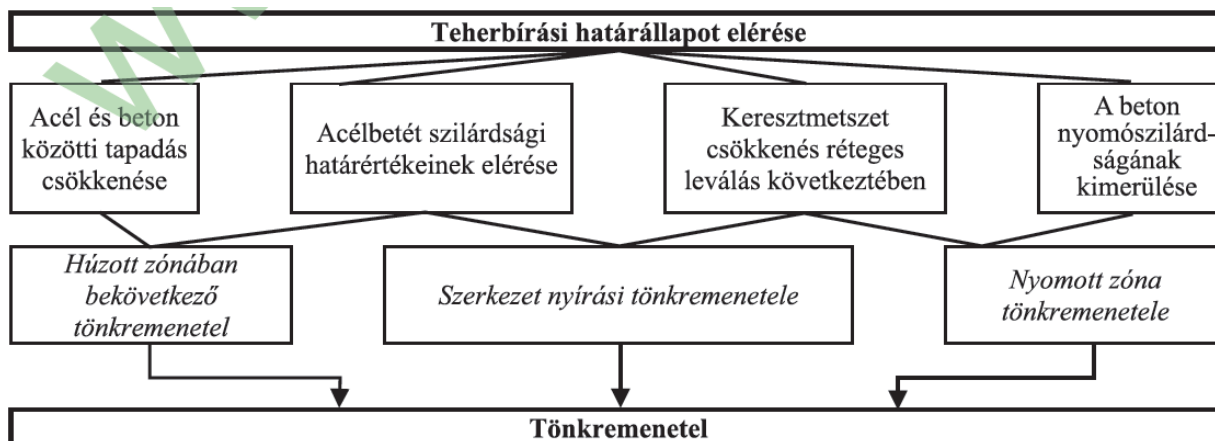 Teherbírási határállapot elérése
Acél és beton
közötti tapadás
csökkenése
Acélbetét szilárdsági
határértékeinek elérése
Keresztmetszet
csökkenés réteges
leválás következtében
A beton
nyomószilárd-
ságának
kimerülése
Húzott zónában
bekövetkező
tönkremenetel
Szerkezet nyírási tönkremenetele
Nyomott zóna
tönkremenetele
Tönkremenetel